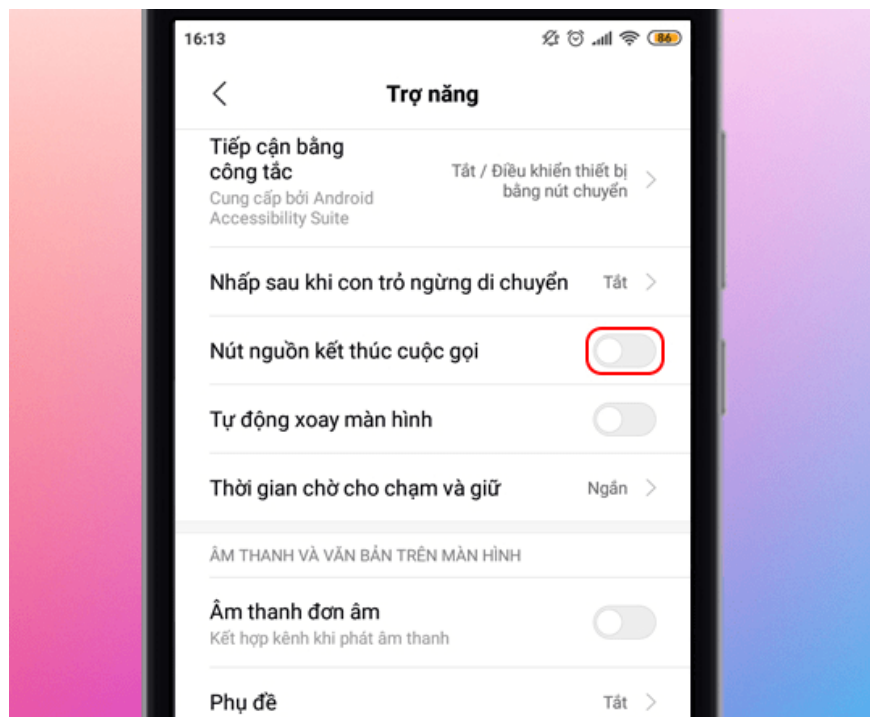 16:13
86
Trợ năng
Tiếp cận bằng
công tắc
Tắt / Điều khiển thiết bị
bằng nút chuyển
Cung cấp bởi Android
Accessibility Suite
Nhấp sau khi con trỏ ngừng di chuyển Tắt
Nút nguồn kết thúc cuộc gọi
Tự động xoay màn hình
Thời gian chờ cho chạm và giữ Ngắn
ÂM THANH VÀ VĂN BẢN TRÊN MÀN HÌNH
Âm thanh đơn âm
Kết hợp kênh khi phát âm thanh
Phụ đề Tắt